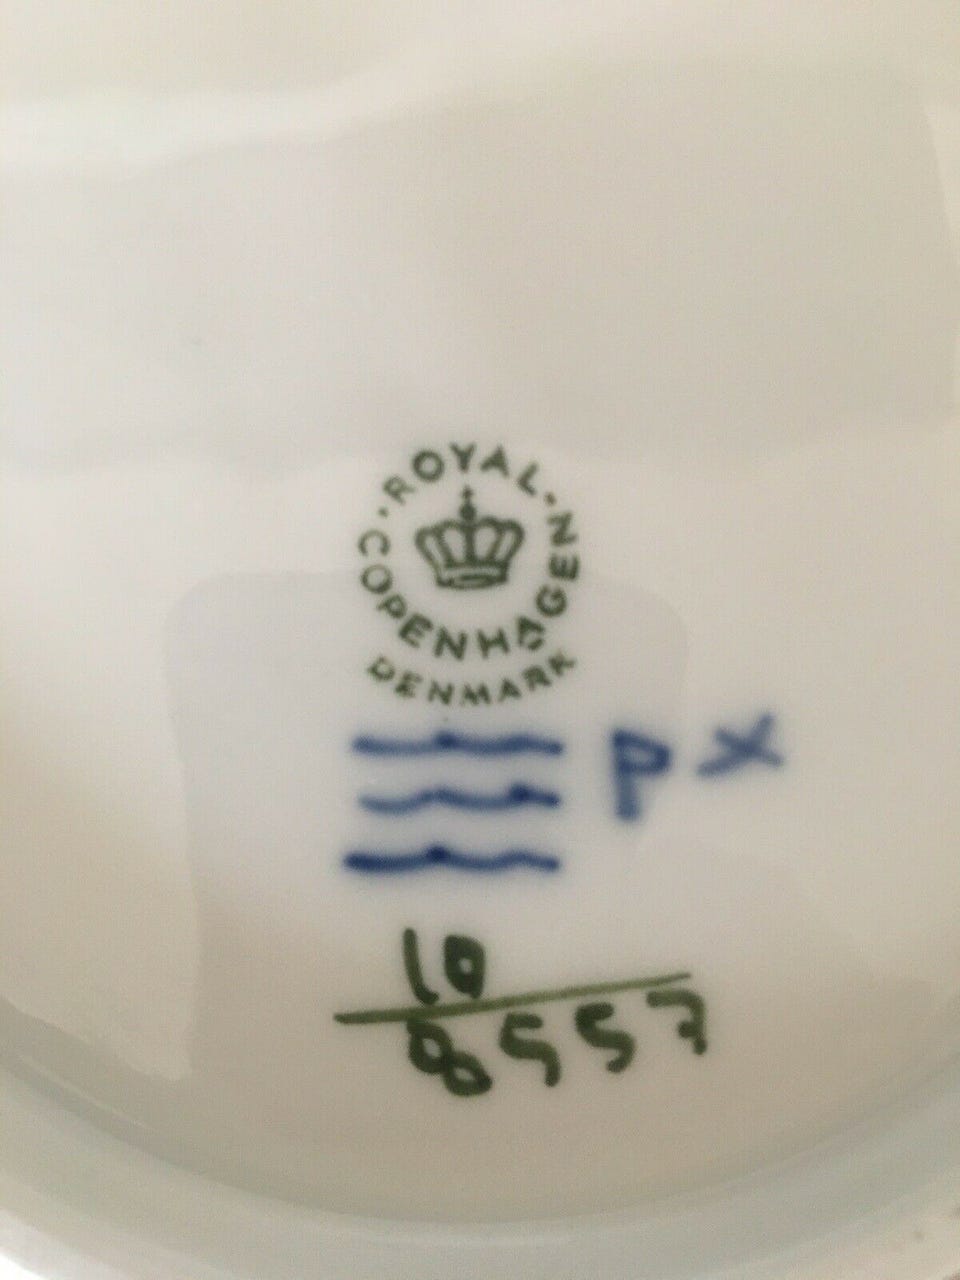 · ROYAL ·
COPENHAGEN
DENMARK
P X
10
8557